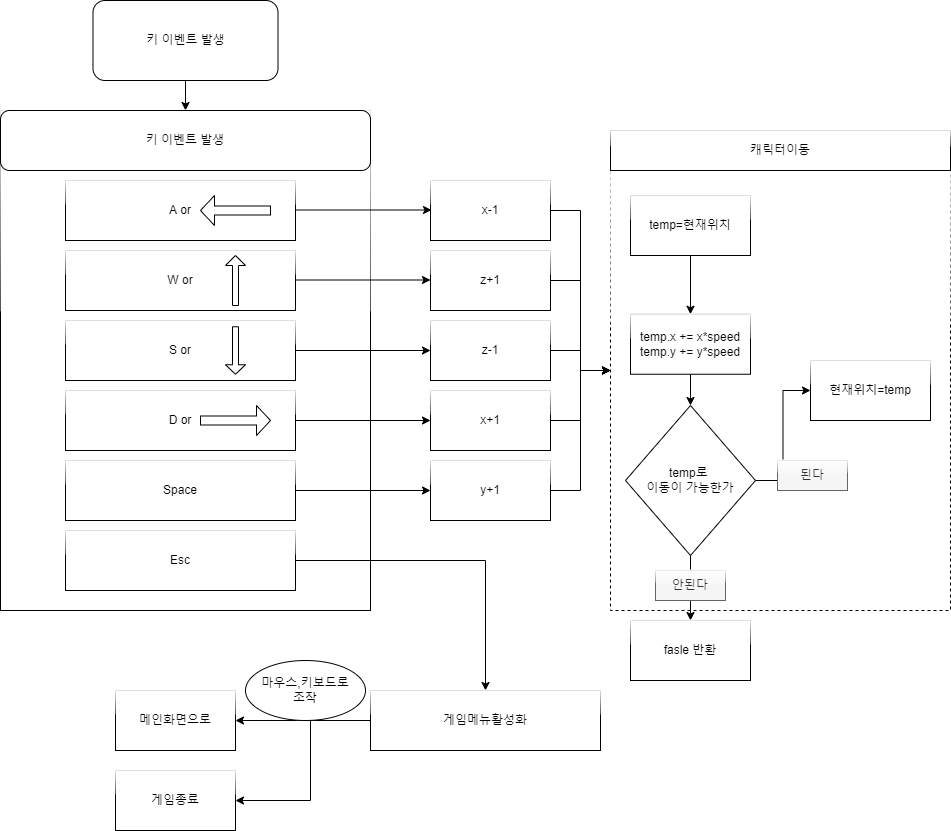 키 이벤트 발생
키 이벤트 발생
A or
W or
S or
D or
Space
Esc
x-1
z+1
z-1
x+1
y+1
캐릭터이동
temp=현재위치
temp.x += x*speed
temp.y += y*speed
현재위치=temp
temp로
이동이 가능한가
된다
안된다
fasle 반환
마우스,키보드로
조작
메인화면으로
게임메뉴활성화
게임종료